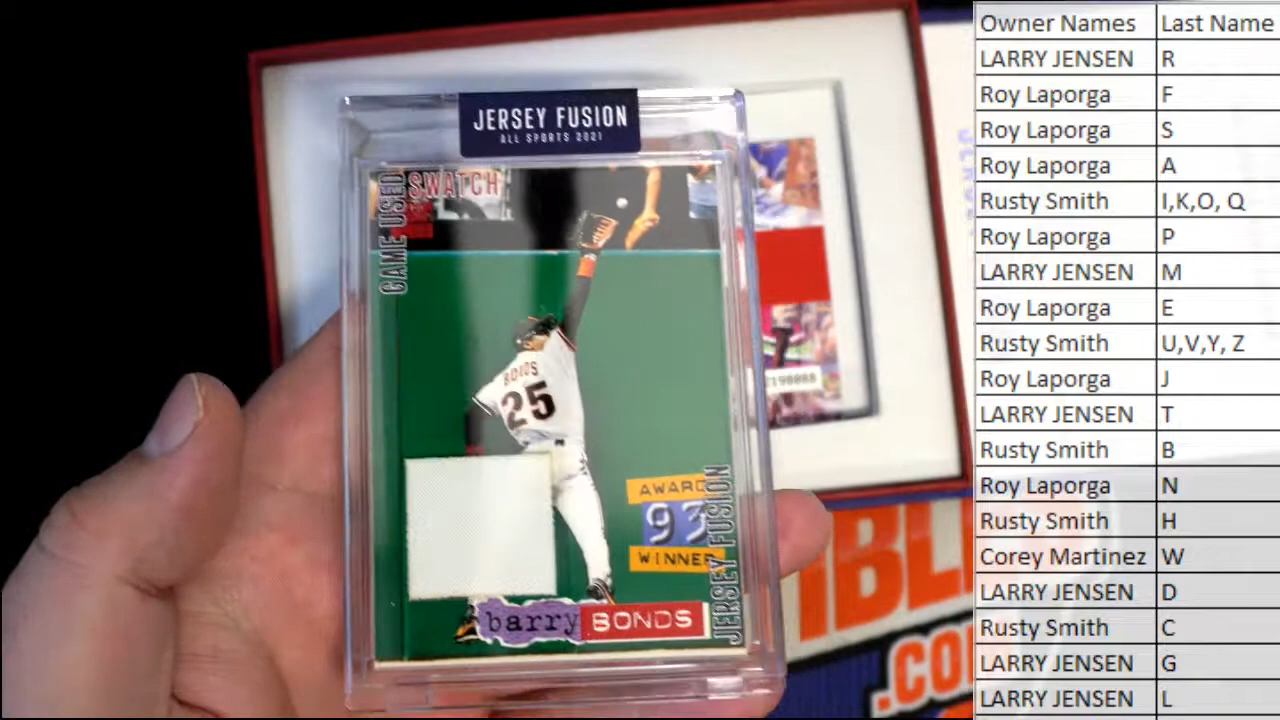 JERSEY FUSION
ALL SPORTS 2021
GAME USED
SWATCH
BONDS
25
AWARD
93
WINNER
JERSEY FUSION
barry BONDS
.CO
Owner Names Last Name
LARRY JENSEN R
Roy Laporga F
Roy Laporga S
Roy Laporga A
Rusty Smith I,K,O, Q
Roy Laporga P
LARRY JENSEN M
Roy Laporga E
Rusty Smith U,V,Y, Z
Roy Laporga J
LARRY JENSEN T
Rusty Smith B
Roy Laporga N
Rusty Smith H
Corey Martinez W
LARRY JENSEN D
Rusty Smith C
LARRY JENSEN G
LARRY JENSEN L